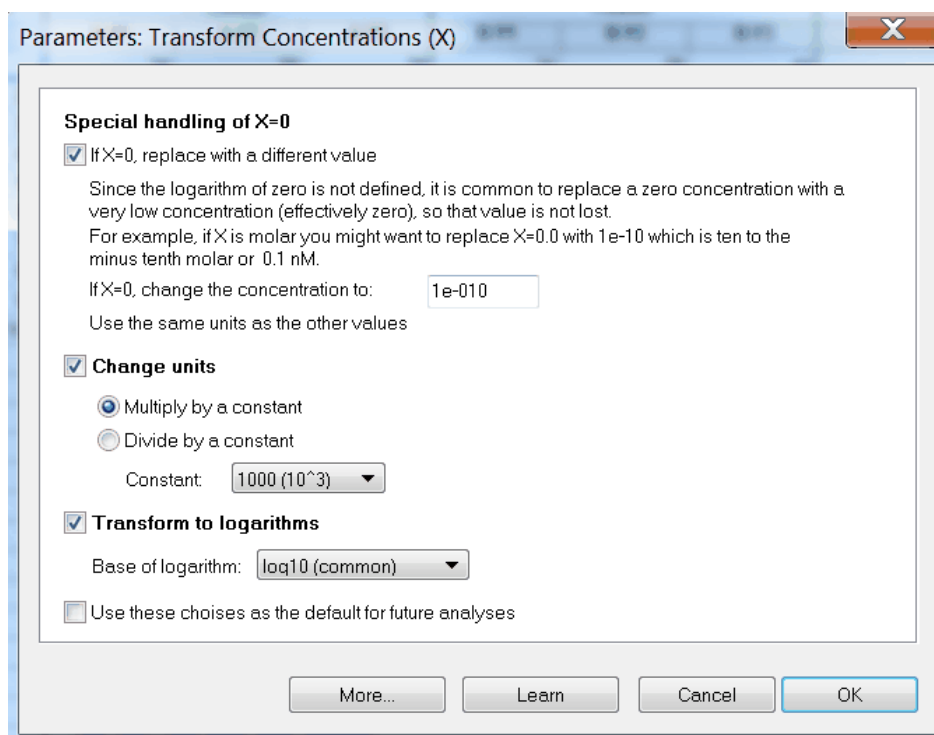 Parameters: Transform Concentrations (X)
Special handling of X=0
If X=0, replace with a different value
Since the logarithm of zero is not defined, it is common to replace a zero concentration with a
very low concentration (effectively zero), so that value is not lost.
For example, if X is molar you might want to replace X=0.0 with 1e-10 which is ten to the
minus tenth molar or 0.1 nM.
If X=0, change the concentration to: 1e-010
Use the same units as the other values
Change units
Multiply by a constant
Divide by a constant
Constant: 1000 (10^3)
Transform to logarithms
Base of logarithm: log10 (common)
Use these choises as the default for future analyses
More... Learn Cancel OK